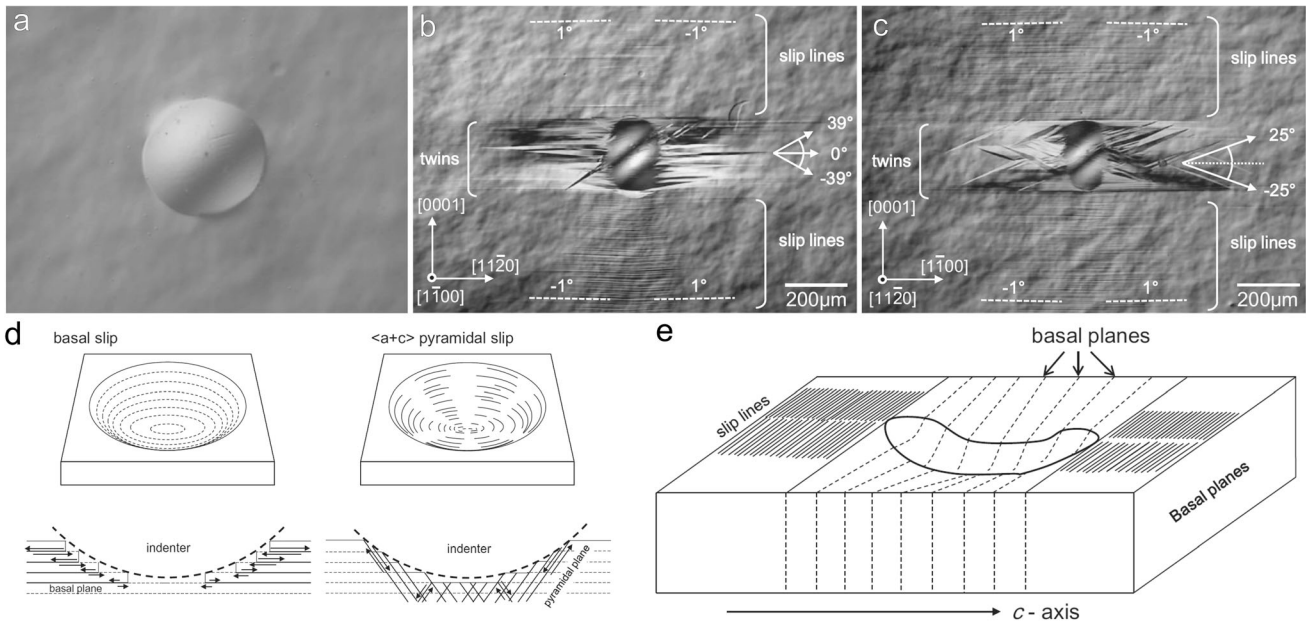 a
b
1°
-1°
slip lines
twins
39°
0°
-39°
[0001]
[112̄0]
[11̄00]
slip lines
-1°
1°
200µm
c
1°
-1°
slip lines
twins
25°
-25°
[0001]
[11̄00]
[112̄0]
slip lines
-1°
1°
200µm
d
basal slip
<a+c> pyramidal slip
indenter
basal plane
indenter
pyramidal plane
e
basal planes
slip lines
Basal planes
c - axis